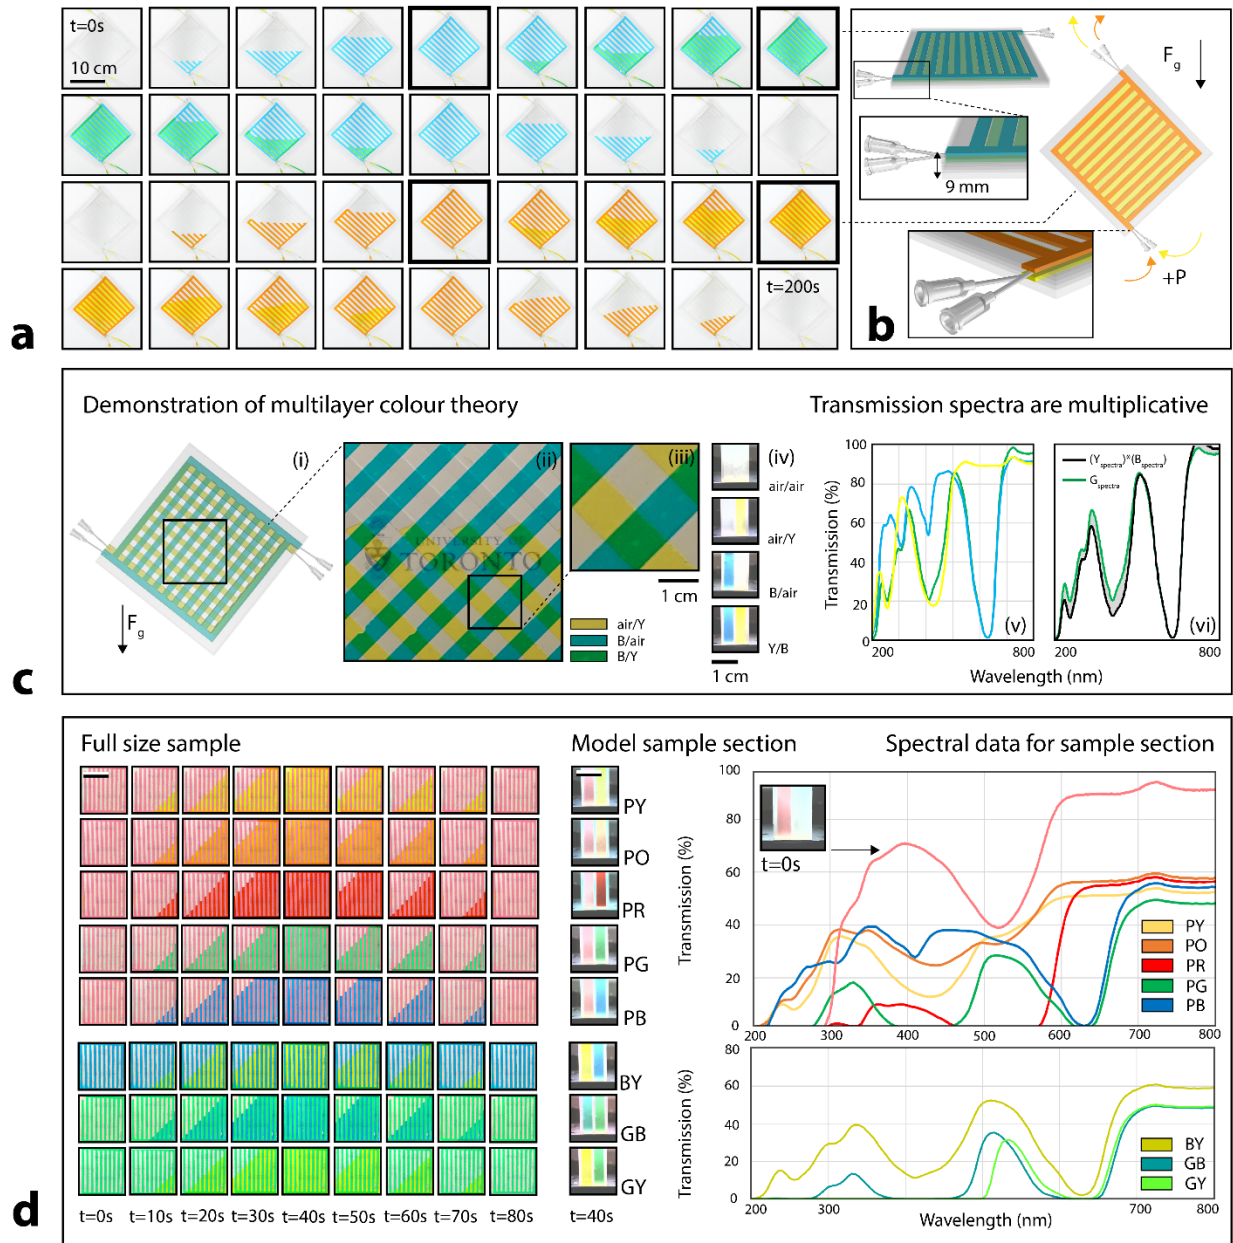 t=0s
10 cm
t=200s
a
F_g
9 mm
+P
b
Demonstration of multilayer colour theory
Transmission spectra are multiplicative
(i)
F_g
(ii)
UNIVERSITY OF
TORONTO
(iii)
1 cm
air/Y
B/air
B/Y
(iv)
air/air
air/Y
B/air
Y/B
1 cm
Transmission (%)
100
80
60
40
20
0
200
800
(v)
(Y_spectra)*(B_spectra)
G_spectra
200
800
(vi)
Wavelength (nm)
c
Full size sample
Model sample section
Spectral data for sample section
PY
PO
PR
PG
PB
BY
GB
GY
t=0s
t=10s
t=20s
t=30s
t=40s
t=50s
t=60s
t=70s
t=80s
t=40s
Transmission (%)
100
80
60
40
20
0
t=0s
PY
PO
PR
PG
PB
200
300
400
500
600
700
800
Transmission (%)
80
60
40
20
0
BY
GB
GY
200
300
700
800
Wavelength (nm)
d